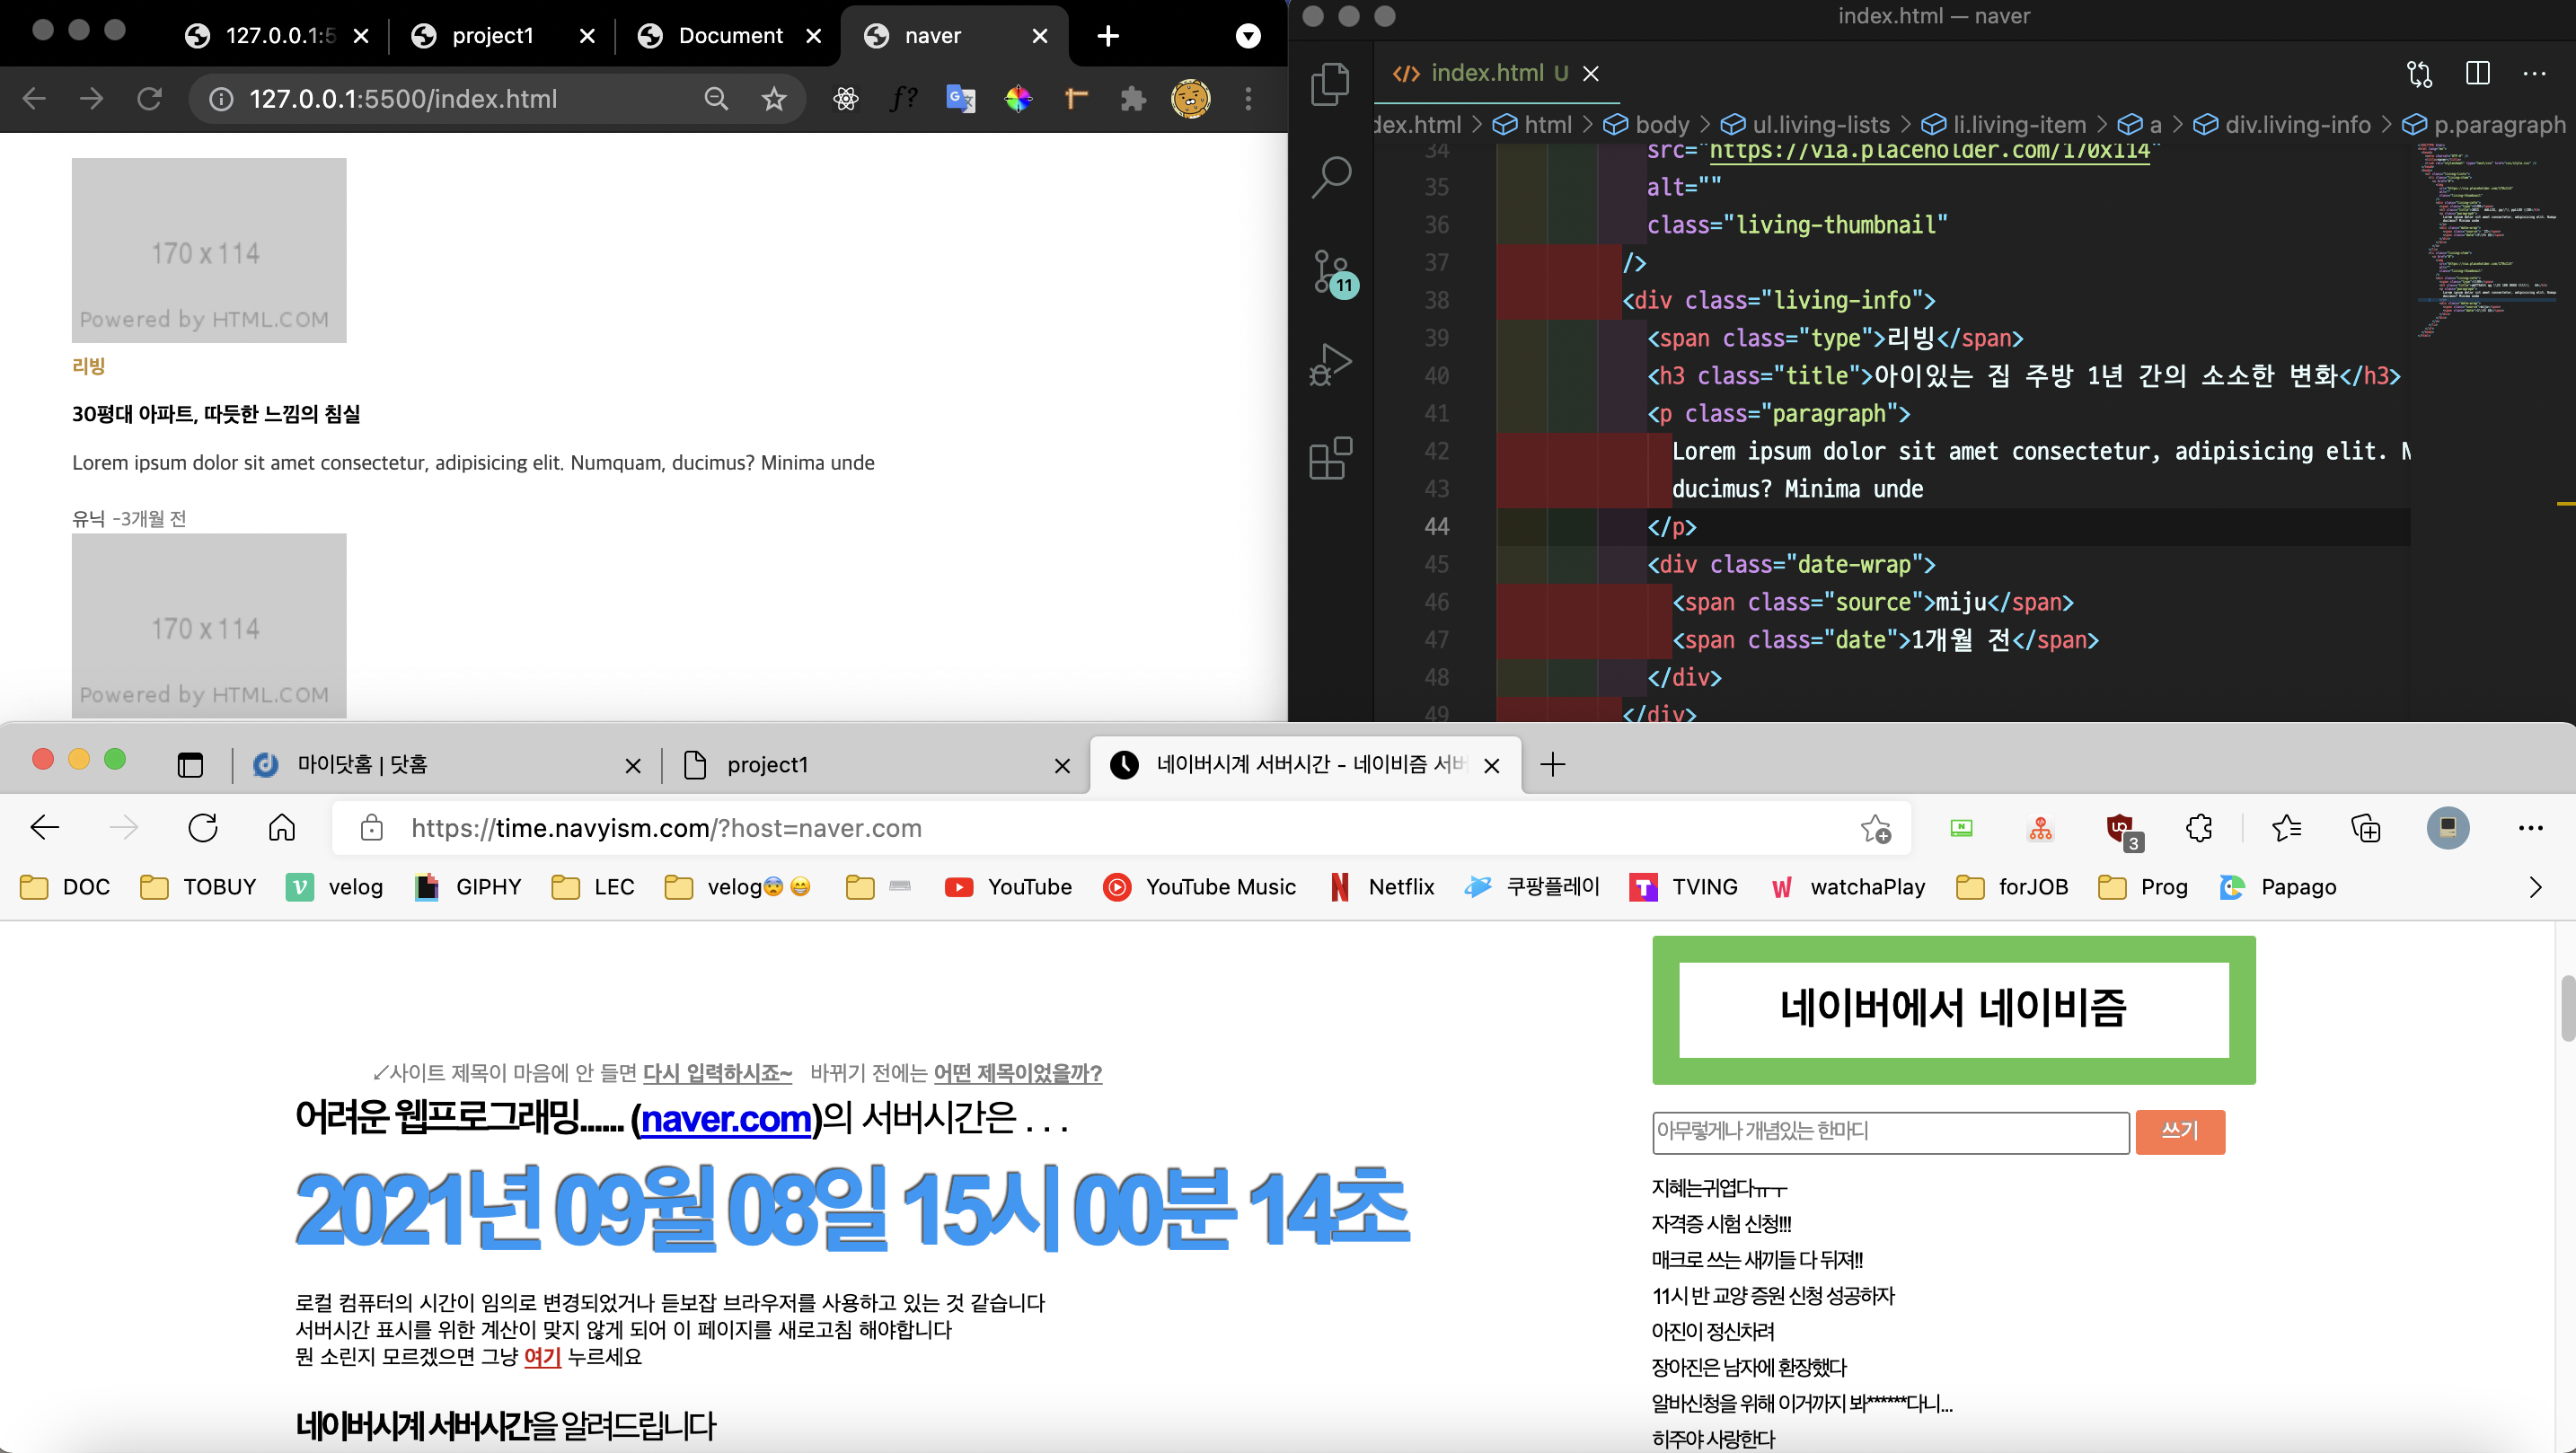 127.0.0.1:5
project1
Document
naver
127.0.0.1:5500/index.html
170 x 114
Powered by HTML.COM
리빙
30평대 아파트, 따듯한 느낌의 침실
Lorem ipsum dolor sit amet consectetur, adipisicing elit. Numquam, ducimus? Minima unde
유닉 -3개월 전
170 x 114
Powered by HTML.COM
index.html — naver
index.html U
dex.html > html > body > ul.living-lists > li.living-item > a > div.living-info > p.paragraph
34 src="https://via.placeholder.com/170x114"
35 alt=""
36 class="living-thumbnail"
37 />
38 <div class="living-info">
39 <span class="type">리빙</span>
40 <h3 class="title">아이있는 집 주방 1년 간의 소소한 변화</h3>
41 <p class="paragraph">
42 Lorem ipsum dolor sit amet consectetur, adipisicing elit. N
43 ducimus? Minima unde
44 </p>
45 <div class="date-wrap">
46 <span class="source">miju</span>
47 <span class="date">1개월 전</span>
48 </div>
49 </div>
11
마이닷홈 | 닷홈
project1
네이버시계 서버시간 - 네이비즘 서버
https://time.navyism.com/?host=naver.com
3
DOC TOBUY velog GIPHY LEC velog😨😁 YouTube YouTube Music Netflix 쿠팡플레이 TVING watchaPlay forJOB Prog Papago
↙사이트 제목이 마음에 안 들면 다시 입력하시죠~ 바뀌기 전에는 어떤 제목이었을까?
어려운 웹프로그래밍...... (naver.com)의 서버시간은 . . .
2021년 09월 08일 15시 00분 14초
로컬 컴퓨터의 시간이 임의로 변경되었거나 듣보잡 브라우저를 사용하고 있는 것 같습니다
서버시간 표시를 위한 계산이 맞지 않게 되어 이 페이지를 새로고침 해야합니다
뭔 소린지 모르겠으면 그냥 여기 누르세요
네이버시계 서버시간을 알려드립니다
네이버에서 네이비즘
아무렇게나 개념있는 한마디
쓰기
지혜는귀엽다ㅠㅜ
자격증 시험 신청!!!
매크로 쓰는 새끼들 다 뒤져!!
11시 반 교양 증원 신청 성공하자
아진이 정신차려
장아진은 남자에 환장했다
알바신청을 위해 이거까지 봐******다니...
히주야 사랑한다